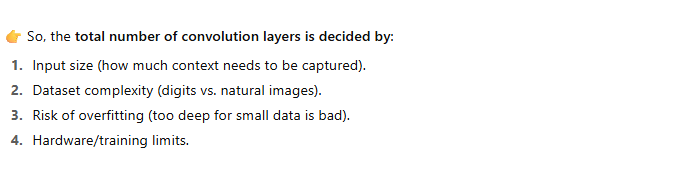 👉 So, the total number of convolution layers is decided by:
1. Input size (how much context needs to be captured).
2. Dataset complexity (digits vs. natural images).
3. Risk of overfitting (too deep for small data is bad).
4. Hardware/training limits.